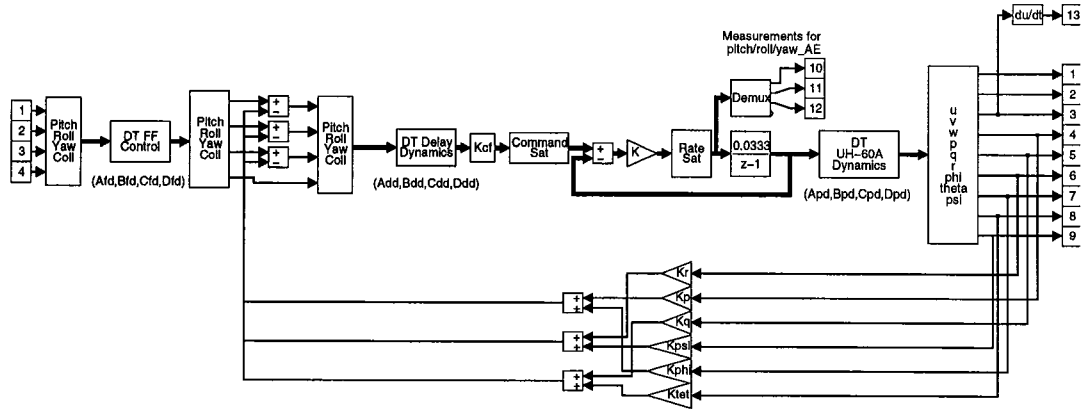 du/dt
13
Measurements for
pitch/roll/yaw_AE
10
11
12
Demux
1
2
3
4
Pitch
Roll
Yaw
Coll
DT FF
Control
(Afd,Bfd,Cfd,Dfd)
Pitch
Roll
Yaw
Coll
+
−
+
−
+
−
Pitch
Roll
Yaw
Coll
DT Delay
Dynamics
(Add,Bdd,Cdd,Ddd)
Kcf
Command
Sat
+
−
K
Rate
Sat
0.0333
z−1
DT
UH−60A
Dynamics
(Apd,Bpd,Cpd,Dpd)
u
v
w
p
q
r
phi
theta
psi
1
2
3
4
5
6
7
8
9
Kr
+
+
Kp
Kq
+
+
Kpsi
Kphi
+
+
Ktet